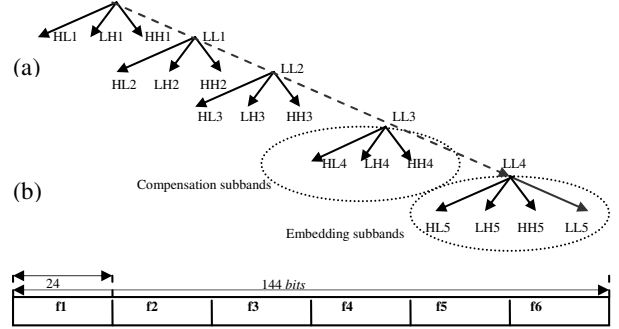 HL1 LH1 HH1 LL1
(a)
HL2 LH2 HH2 LL2
HL3 LH3 HH3 LL3
HL4 LH4 HH4 LL4
(b)
Compensation subbands
HL5 LH5 HH5 LL5
Embedding subbands
24 144 bits
f1 f2 f3 f4 f5 f6